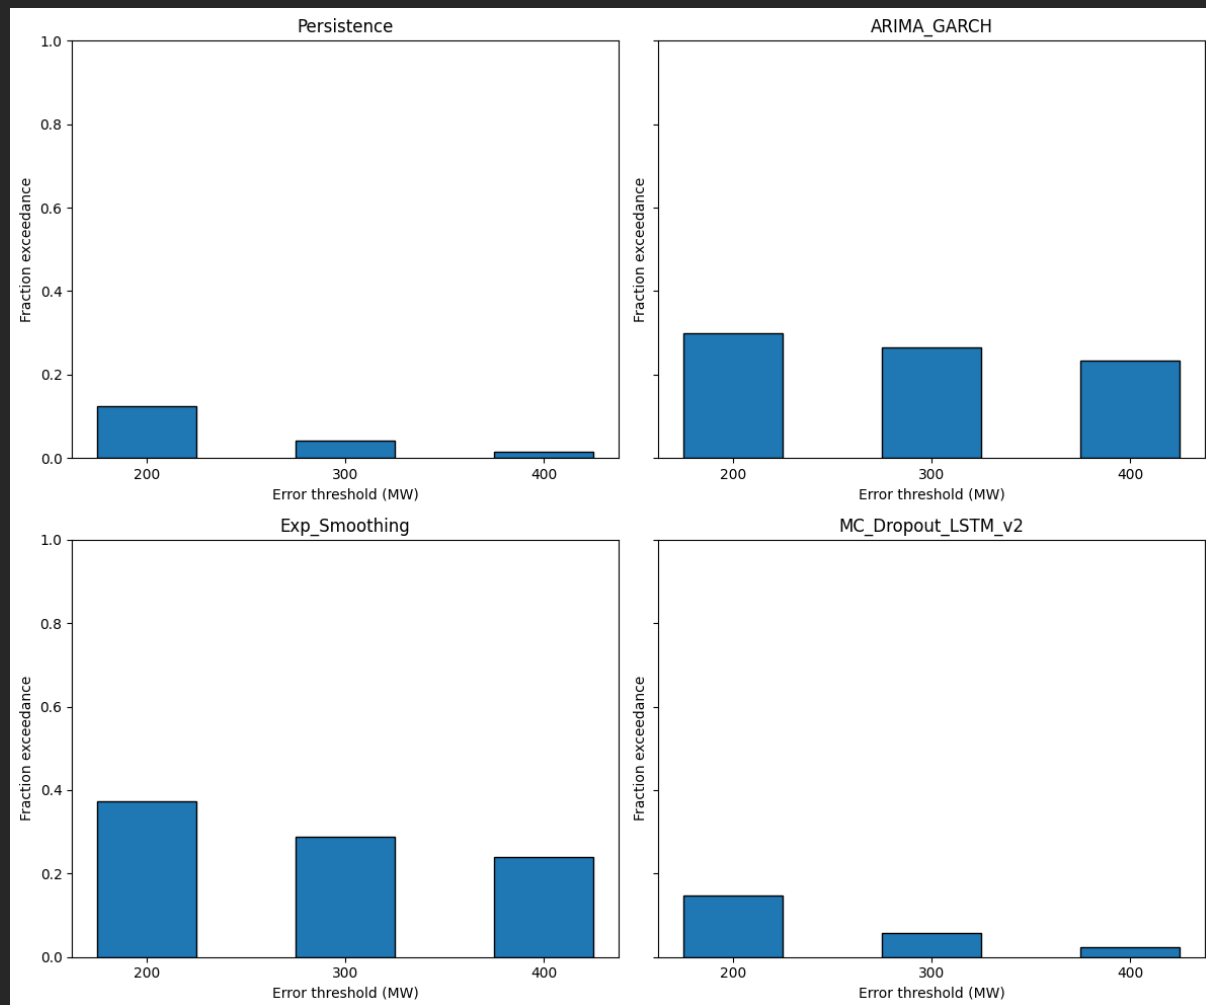 Persistence
Fraction exceedance
1.0
0.8
0.6
0.4
0.2
0.0
200 300 400
Error threshold (MW)
ARIMA_GARCH
Fraction exceedance
200 300 400
Error threshold (MW)
Exp_Smoothing
Fraction exceedance
1.0
0.8
0.6
0.4
0.2
0.0
200 300 400
Error threshold (MW)
MC_Dropout_LSTM_v2
Fraction exceedance
200 300 400
Error threshold (MW)